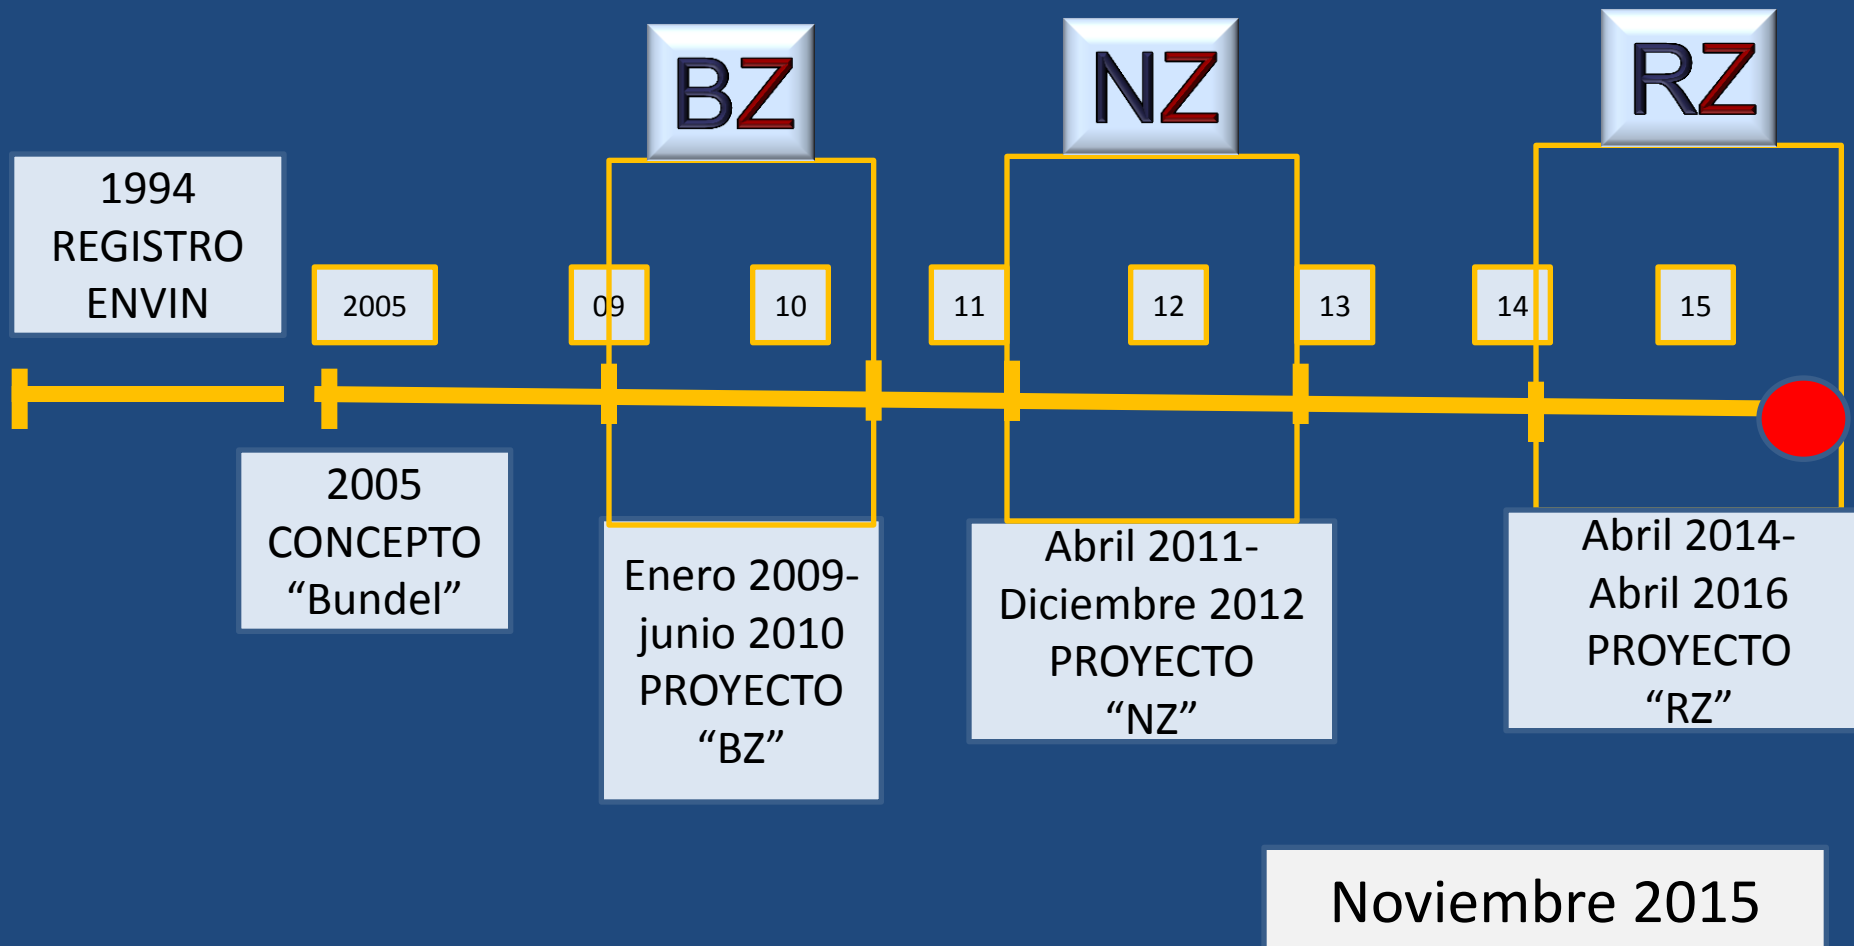 BZ
NZ
RZ
1994
REGISTRO
ENVIN
2005
09
10
11
12
13
14
15
2005
CONCEPTO
“Bundel”
Enero 2009-
junio 2010
PROYECTO
“BZ”
Abril 2011-
Diciembre 2012
PROYECTO
“NZ”
Abril 2014-
Abril 2016
PROYECTO
“RZ”
Noviembre 2015